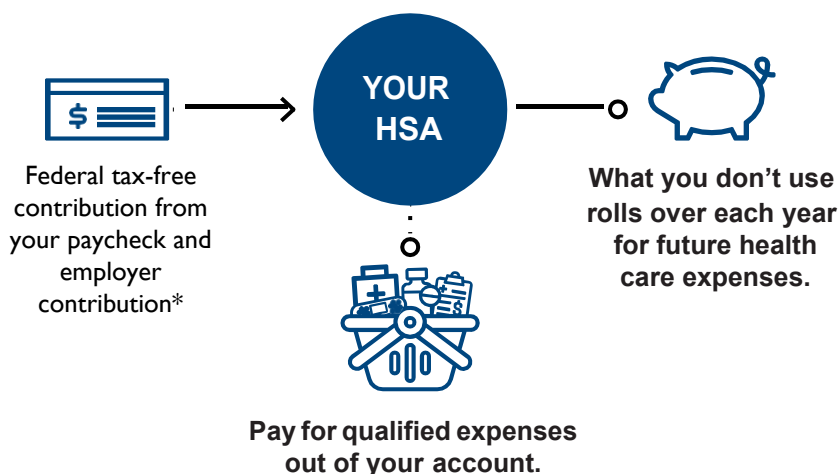 YOUR
HSA
$
Federal tax-free
contribution from
your paycheck and
employer
contribution*
What you don’t use
rolls over each year
for future health
care expenses.
$
Pay for qualified expenses
out of your account.